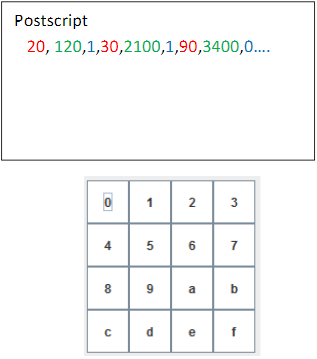 Postscript
20, 120,1,30,2100,1,90,3400,0....
0 1 2 3
4 5 6 7
8 9 a b
c d e f